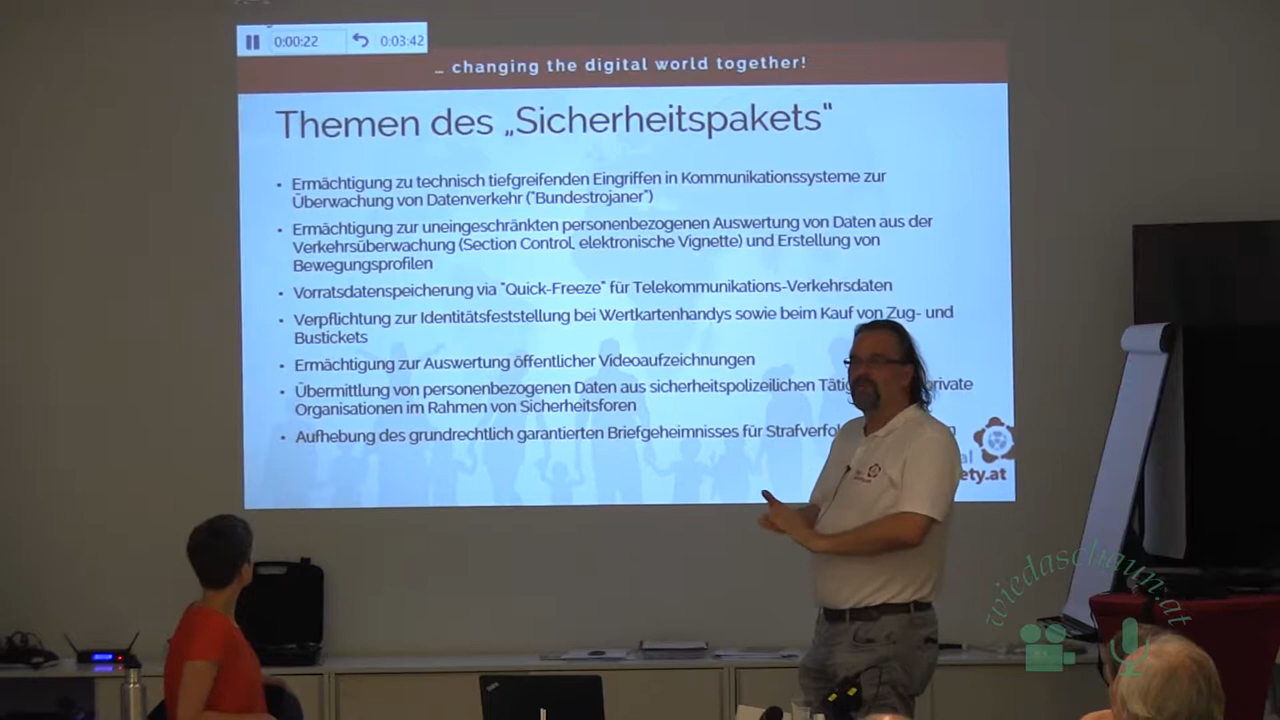 0:00:22 0:03:42
… changing the digital world together!
Themen des „Sicherheitspakets“
• Ermächtigung zu technisch tiefgreifenden Eingriffen in Kommunikationssysteme zur
Überwachung von Datenverkehr ("Bundestrojaner")
• Ermächtigung zur uneingeschränkten personenbezogenen Auswertung von Daten aus der
Verkehrsüberwachung (Section Control, elektronische Vignette) und Erstellung von
Bewegungsprofilen
• Vorratsdatenspeicherung via "Quick-Freeze" für Telekommunikations-Verkehrsdaten
• Verpflichtung zur Identitätsfeststellung bei Wertkartenhandys sowie beim Kauf von Zug- und
Bustickets
• Ermächtigung zur Auswertung öffentlicher Videoaufzeichnungen
• Übermittlung von personenbezogenen Daten aus sicherheitspolizeilichen private
Organisationen im Rahmen von Sicherheitsforen
• Aufhebung des grundrechtlich garantierten Briefgeheimnisses für
ety.at
wiedaschaun.at